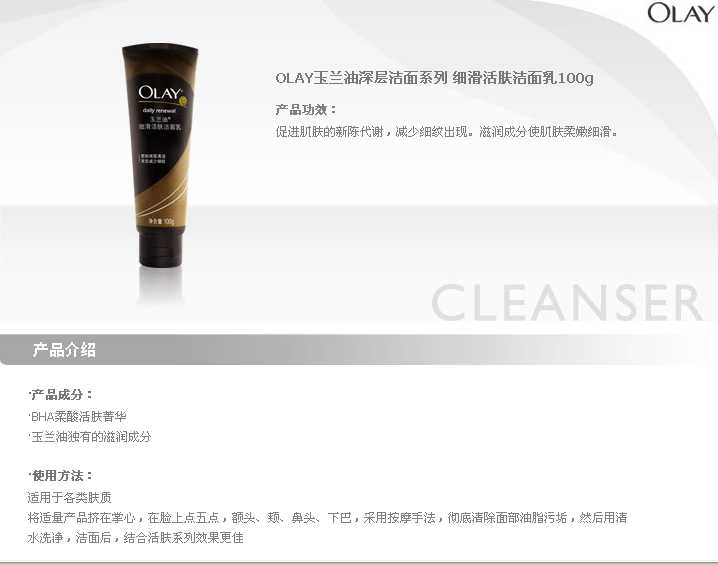 OLAY
OLAY玉兰油深层洁面系列 细滑活肤洁面乳100g
产品功效：
促进肌肤的新陈代谢，减少细纹出现。滋润成分使肌肤柔嫩细滑。
OLAY
daily renewal
玉兰油
细滑活肤洁面乳
净含量 100g
CLEANSER
产品介绍
·产品成分：
·BHA柔酸活肤菁华
·玉兰油独有的滋润成分
·使用方法：
适用于各类肤质
将适量产品挤在掌心，在脸上点五点，额头、颊、鼻头、下巴，采用按摩手法，彻底清除面部油脂污垢，然后用清
水洗净，洁面后，结合活肤系列效果更佳